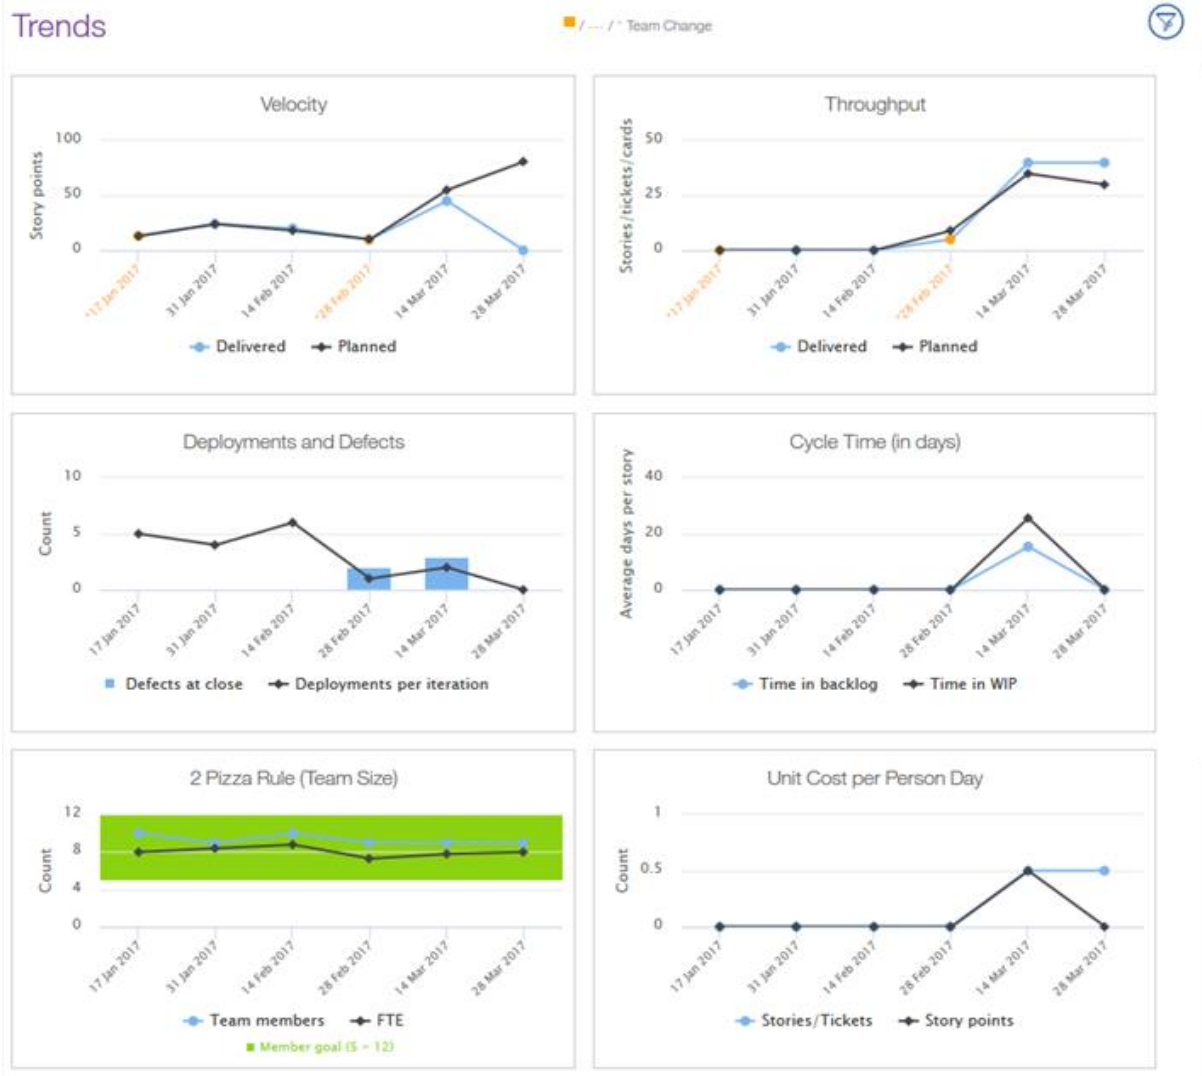 Trends
/ --- / * Team Change
Velocity
Story points
100
50
0
*17 Jan 2017
31 Jan 2017
14 Feb 2017
*28 Feb 2017
14 Mar 2017
28 Mar 2017
Delivered
Planned
Throughput
Stories/tickets/cards
50
25
0
*17 Jan 2017
31 Jan 2017
14 Feb 2017
*28 Feb 2017
14 Mar 2017
28 Mar 2017
Delivered
Planned
Deployments and Defects
Count
10
5
0
17 Jan 2017
31 Jan 2017
14 Feb 2017
28 Feb 2017
14 Mar 2017
28 Mar 2017
Defects at close
Deployments per iteration
Cycle Time (in days)
Average days per story
40
20
0
17 Jan 2017
31 Jan 2017
14 Feb 2017
28 Feb 2017
14 Mar 2017
28 Mar 2017
Time in backlog
Time in WIP
2 Pizza Rule (Team Size)
Count
12
8
4
0
17 Jan 2017
31 Jan 2017
14 Feb 2017
28 Feb 2017
14 Mar 2017
28 Mar 2017
Team members
FTE
Member goal (5 - 12)
Unit Cost per Person Day
Count
1
0.5
0
17 Jan 2017
31 Jan 2017
14 Feb 2017
28 Feb 2017
14 Mar 2017
28 Mar 2017
Stories/Tickets
Story points